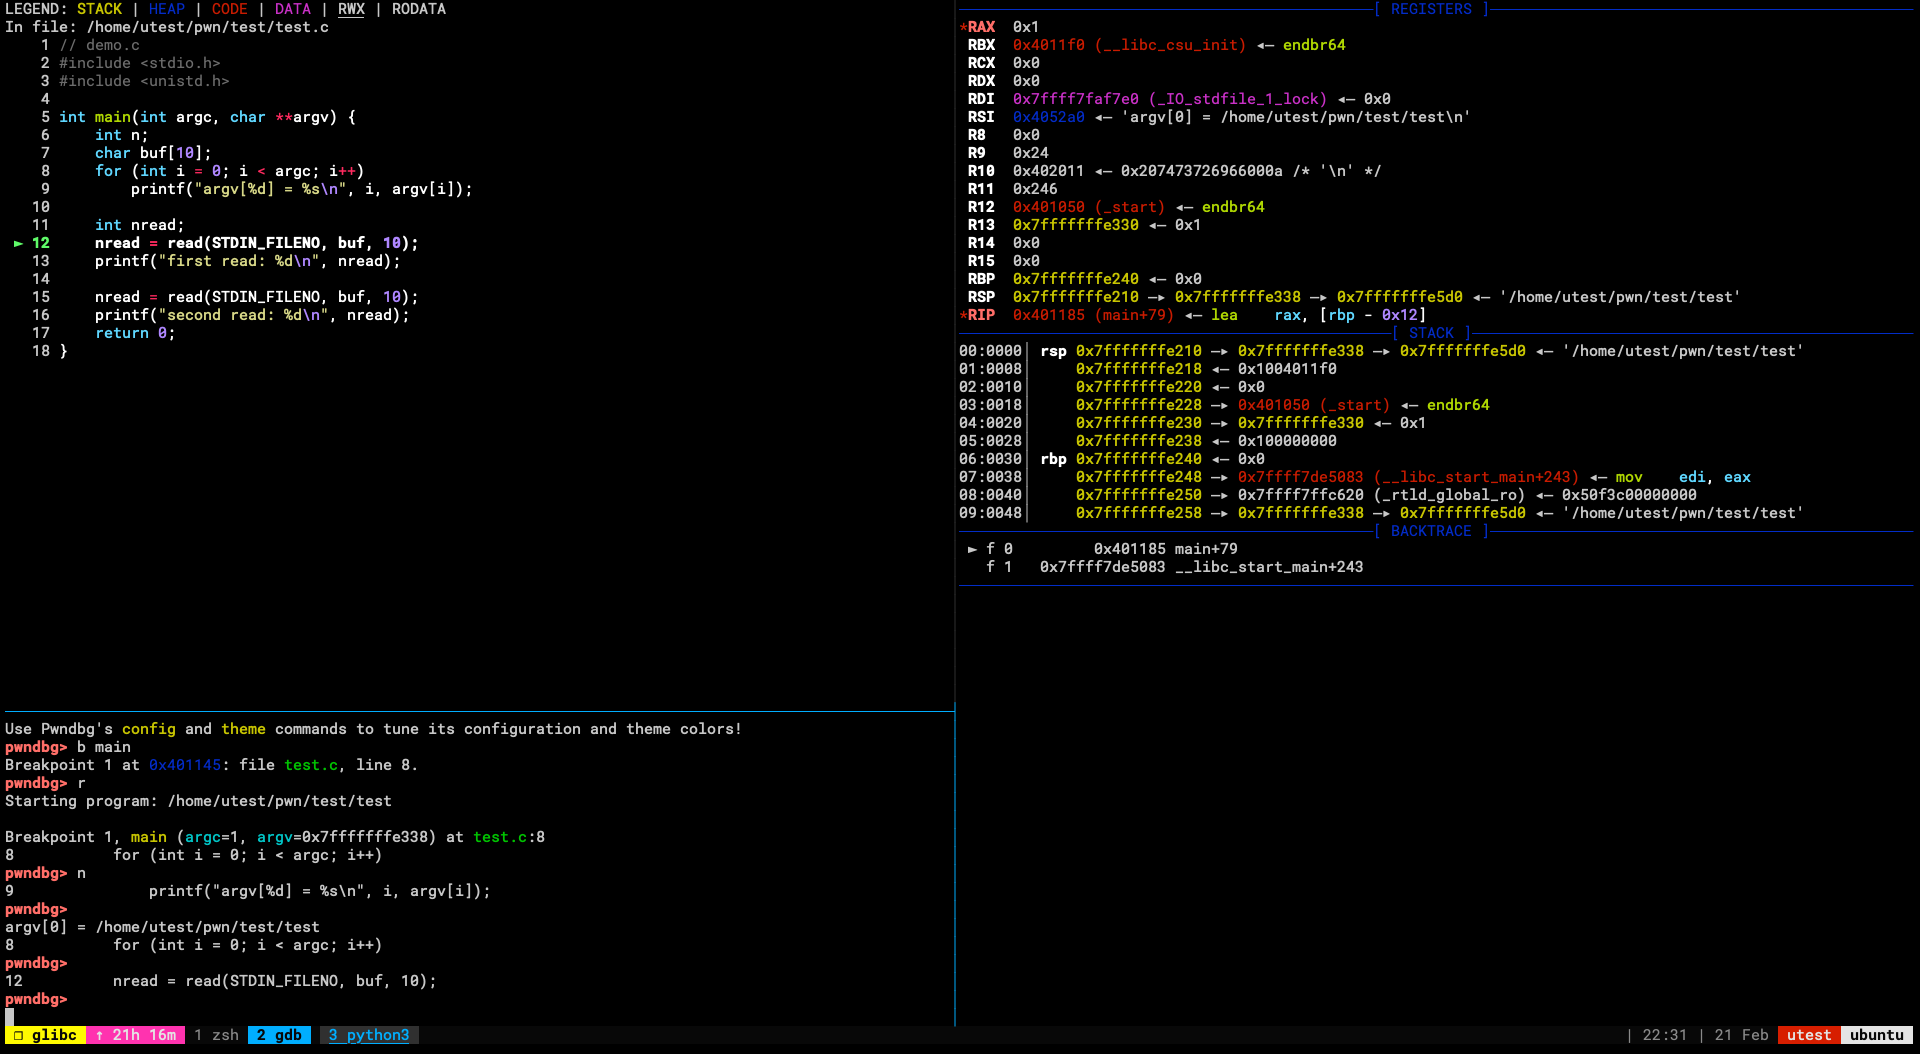 LEGEND: STACK | HEAP | CODE | DATA | RWX | RODATA
In file: /home/utest/pwn/test/test.c
    1 // demo.c
    2 #include <stdio.h>
    3 #include <unistd.h>
    4
    5 int main(int argc, char **argv) {
    6     int n;
    7     char buf[10];
    8     for (int i = 0; i < argc; i++)
    9         printf("argv[%d] = %s\n", i, argv[i]);
   10
   11     int nread;
 ► 12     nread = read(STDIN_FILENO, buf, 10);
   13     printf("first read: %d\n", nread);
   14
   15     nread = read(STDIN_FILENO, buf, 10);
   16     printf("second read: %d\n", nread);
   17     return 0;
   18 }
Use Pwndbg's config and theme commands to tune its configuration and theme colors!
pwndbg> b main
Breakpoint 1 at 0x401145: file test.c, line 8.
pwndbg> r
Starting program: /home/utest/pwn/test/test
Breakpoint 1, main (argc=1, argv=0x7fffffffe338) at test.c:8
8           for (int i = 0; i < argc; i++)
pwndbg> n
9               printf("argv[%d] = %s\n", i, argv[i]);
pwndbg>
argv[0] = /home/utest/pwn/test/test
8           for (int i = 0; i < argc; i++)
pwndbg>
12          nread = read(STDIN_FILENO, buf, 10);
pwndbg>
[ REGISTERS ]
*RAX  0x1
 RBX  0x4011f0 (__libc_csu_init) ◂— endbr64
 RCX  0x0
 RDX  0x0
 RDI  0x7ffff7faf7e0 (_IO_stdfile_1_lock) ◂— 0x0
 RSI  0x4052a0 ◂— 'argv[0] = /home/utest/pwn/test/test\n'
 R8   0x0
 R9   0x24
 R10  0x402011 ◂— 0x207473726966000a /* '\n' */
 R11  0x246
 R12  0x401050 (_start) ◂— endbr64
 R13  0x7fffffffe330 ◂— 0x1
 R14  0x0
 R15  0x0
 RBP  0x7fffffffe240 ◂— 0x0
 RSP  0x7fffffffe210 —▸ 0x7fffffffe338 —▸ 0x7fffffffe5d0 ◂— '/home/utest/pwn/test/test'
*RIP  0x401185 (main+79) ◂— lea    rax, [rbp - 0x12]
[ STACK ]
00:0000│ rsp 0x7fffffffe210 —▸ 0x7fffffffe338 —▸ 0x7fffffffe5d0 ◂— '/home/utest/pwn/test/test'
01:0008│     0x7fffffffe218 ◂— 0x1004011f0
02:0010│     0x7fffffffe220 ◂— 0x0
03:0018│     0x7fffffffe228 —▸ 0x401050 (_start) ◂— endbr64
04:0020│     0x7fffffffe230 —▸ 0x7fffffffe330 ◂— 0x1
05:0028│     0x7fffffffe238 ◂— 0x100000000
06:0030│ rbp 0x7fffffffe240 ◂— 0x0
07:0038│     0x7fffffffe248 —▸ 0x7ffff7de5083 (__libc_start_main+243) ◂— mov    edi, eax
08:0040│     0x7fffffffe250 —▸ 0x7ffff7ffc620 (_rtld_global_ro) ◂— 0x50f3c00000000
09:0048│     0x7fffffffe258 —▸ 0x7fffffffe338 —▸ 0x7fffffffe5d0 ◂— '/home/utest/pwn/test/test'
[ BACKTRACE ]
 ► f 0         0x401185 main+79
   f 1   0x7ffff7de5083 __libc_start_main+243
❐ glibc  ↑ 21h 16m  1 zsh  2 gdb  3 python3  | 22:31 | 21 Feb  utest  ubuntu